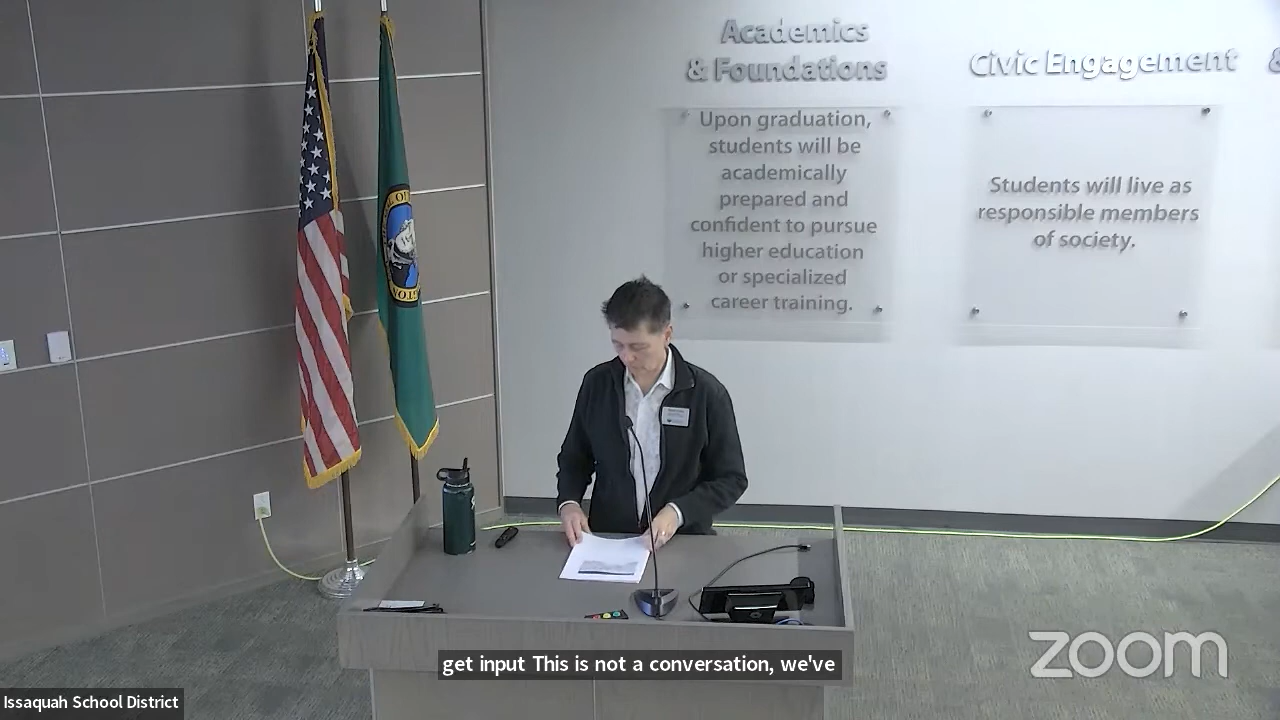 Academics
& Foundations
Upon graduation,
students will be
academically
prepared and
confident to pursue
higher education
or specialized
career training.
Civic Engagement
Students will live as
responsible members
of society.
&
get input This is not a conversation, we've
zoom
Issaquah School District